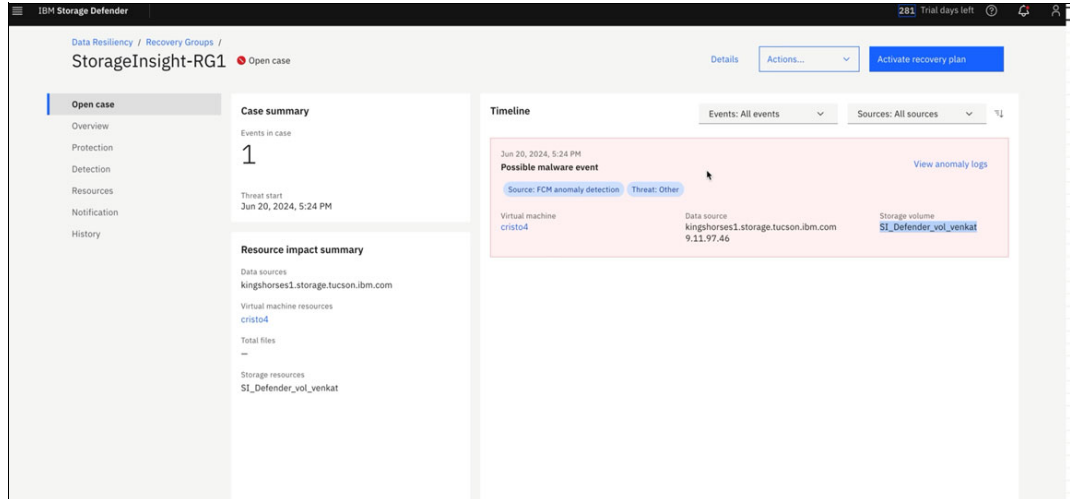 IBM Storage Defender
281 Trial days left
Data Resiliency / Recovery Groups /
StorageInsight-RG1 Open case
Details Actions... Activate recovery plan
Open case
Overview
Protection
Detection
Resources
Notification
History
Case summary
Events in case
1
Threat start
Jun 20, 2024, 5:24 PM
Resource impact summary
Data sources
kingshorses1.storage.tucson.ibm.com
Virtual machine resources
cristo4
Total files
—
Storage resources
SI_Defender_vol_venkat
Timeline
Events: All events
Sources: All sources
Jun 20, 2024, 5:24 PM
Possible malware event
View anomaly logs
Source: FCM anomaly detection Threat: Other
Virtual machine
cristo4
Data source
kingshorses1.storage.tucson.ibm.com
9.11.97.46
Storage volume
SI_Defender_vol_venkat